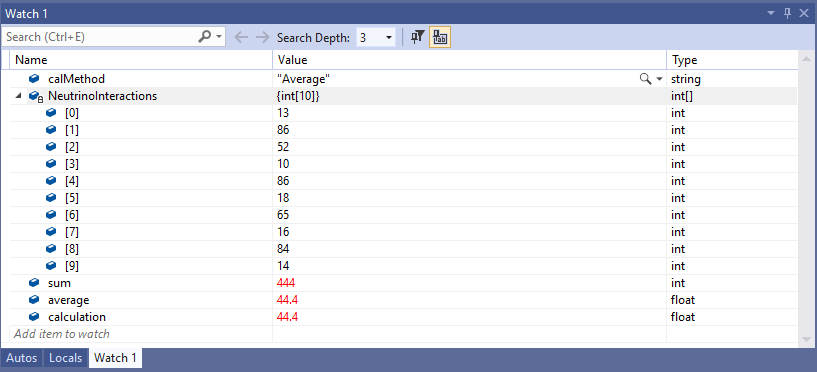 Watch 1
Search (Ctrl+E) Search Depth: 3
Name Value Type
calMethod "Average" string
NeutrinoInteractions {int[10]} int[]
[0] 13 int
[1] 86 int
[2] 52 int
[3] 10 int
[4] 86 int
[5] 18 int
[6] 65 int
[7] 16 int
[8] 84 int
[9] 14 int
sum 444 int
average 44.4 float
calculation 44.4 float
Add item to watch
Autos Locals Watch 1